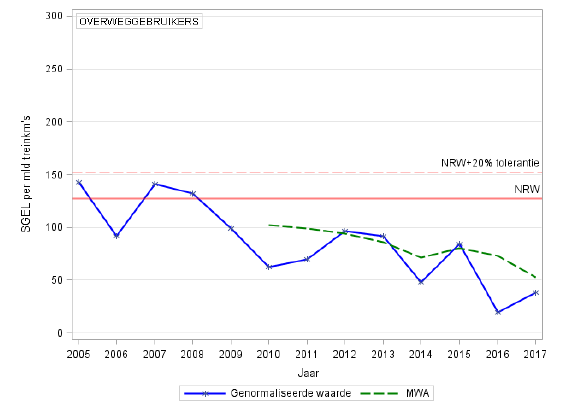 OVERWEGGEBRUIKERS
300
250
200
150
100
50
0
SGEL per mld treinkm's
NRW+20% tolerantie
NRW
2005 2006 2007 2008 2009 2010 2011 2012 2013 2014 2015 2016 2017
Jaar
Genormaliseerde waarde MWA